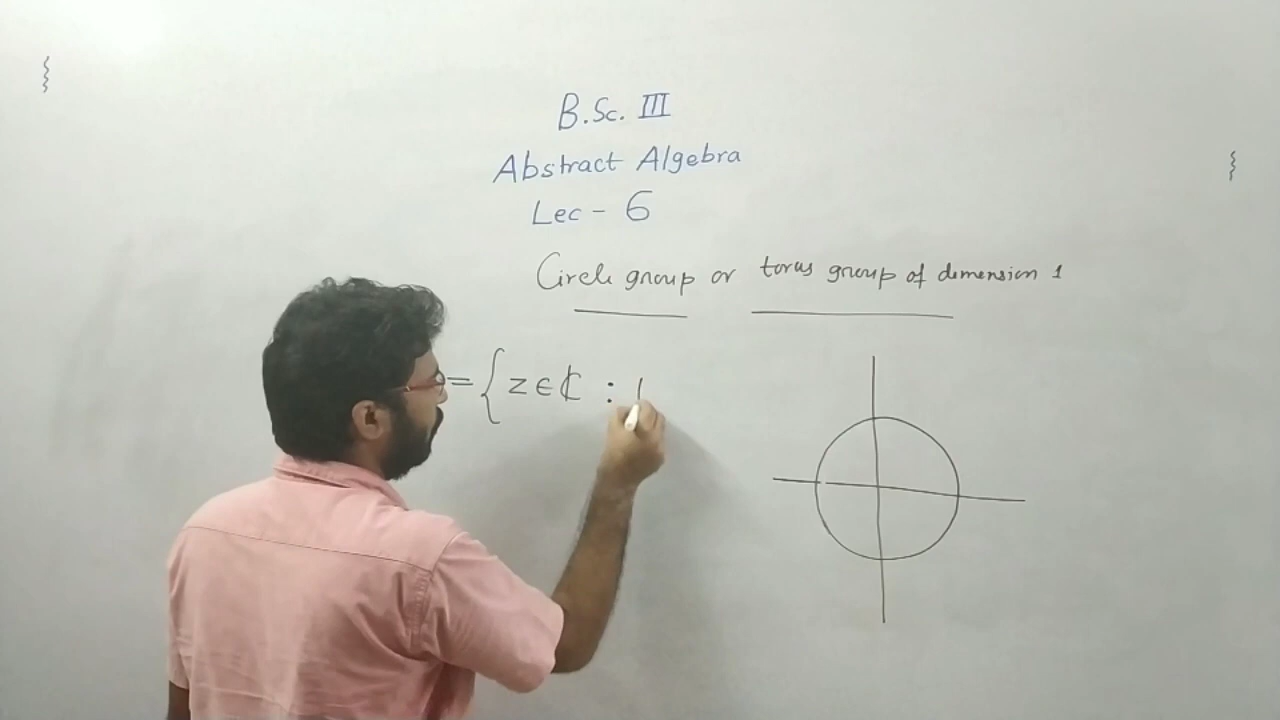 B.Sc. III
Abstract Algebra
Lec - 6
Circle group or torus group of dimension 1
= { z ∈ ℂ : |